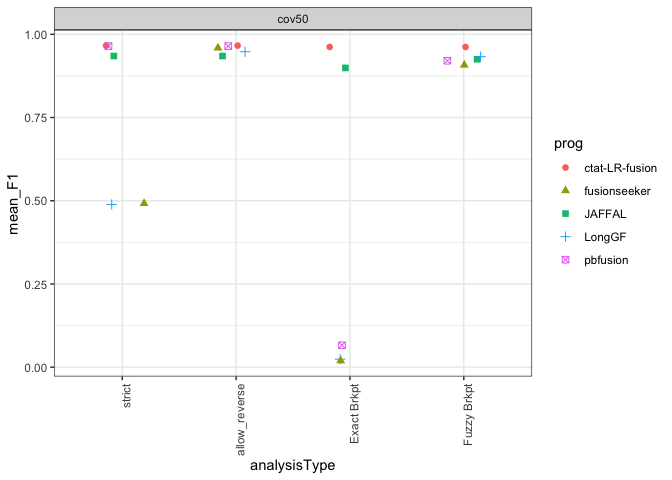 cov50
mean_F1
1.00
0.75
0.50
0.25
0.00
strict
allow_reverse
Exact Brkpt
Fuzzy Brkpt
analysisType
prog
ctat-LR-fusion
fusionseeker
JAFFAL
LongGF
pbfusion